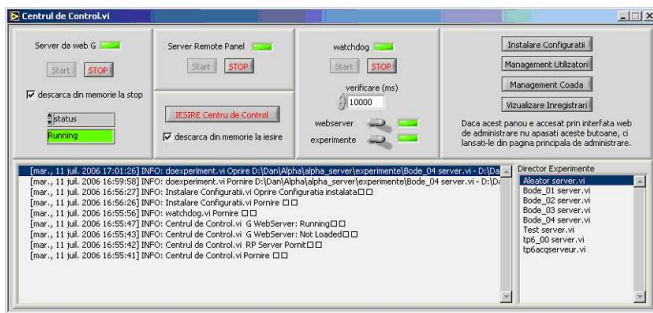 Centrul de Control.vi
Server de web G
Start
STOP
descarca din memorie la stop
status
Running
Server Remote Panel
Start
STOP
IESIRE Centru de Control
descarca din memorie la iesire
watchdog
Start
STOP
verificare (ms)
10000
webserver
experimente
Instalare Configuratii
Management Utilizatori
Management Coada
Vizualizare Inregistrari
Daca acest panou e accesat prin interfata web
de administrare nu apasati aceste butoane, ci
lansati-le din pagina principala de administrare.
[mar., 11 juil. 2006 17:01:26] INFO: doexperiment.vi Oprire D:\Dan\Alpha\alpha_server\experimente\Bode_04 server.vi - D:\Da
[mar., 11 juil. 2006 16:59:58] INFO: doexperiment.vi Pornire D:\Dan\Alpha\alpha_server\experimente\Bode_04 server.vi - D:\D
[mar., 11 juil. 2006 16:56:27] INFO: Instalare Configuratii.vi Oprire Configuratia instalata
[mar., 11 juil. 2006 16:56:26] INFO: Instalare Configuratii.vi Pornire
[mar., 11 juil. 2006 16:55:56] INFO: watchdog.vi Pornire
[mar., 11 juil. 2006 16:55:47] INFO: Centrul de Control.vi G WebServer: Running
[mar., 11 juil. 2006 16:55:43] INFO: Centrul de Control.vi G WebServer: Not Loaded
[mar., 11 juil. 2006 16:55:42] INFO: Centrul de Control.vi RP Server Pornit
[mar., 11 juil. 2006 16:55:41] INFO: Centrul de Control.vi Pornire
Director Experimente
Aleator server.vi
Bode_01 server.vi
Bode_02 server.vi
Bode_03 server.vi
Bode_04 server.vi
Test server.vi
tp6_00 server.vi
tp6acqserveur.vi